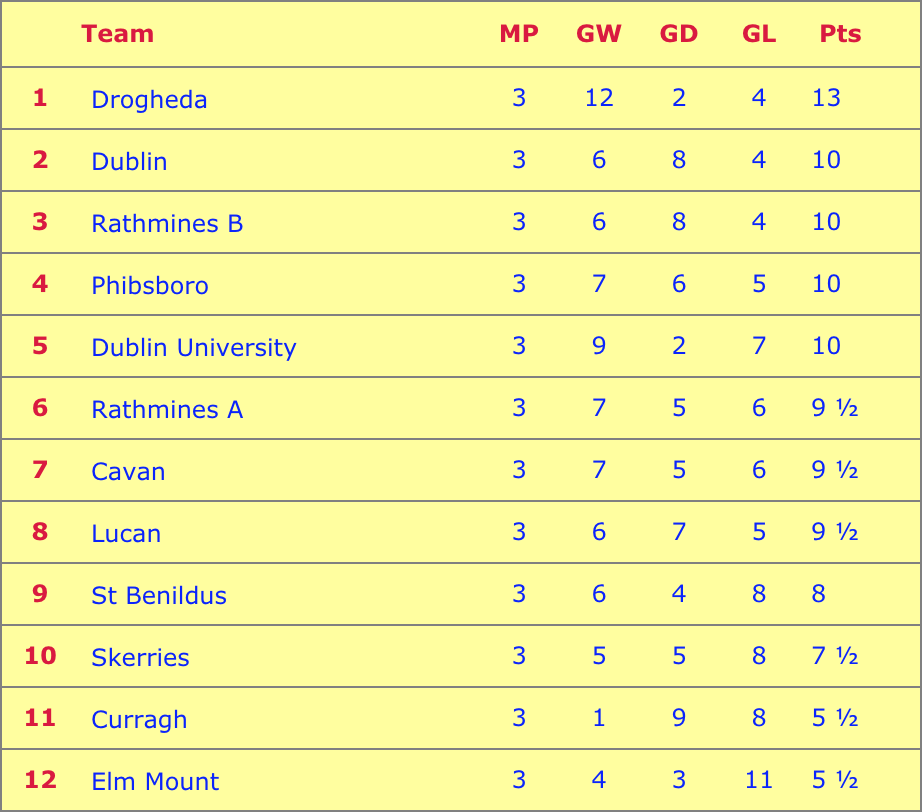 Team MP GW GD GL Pts
1 Drogheda 3 12 2 4 13
2 Dublin 3 6 8 4 10
3 Rathmines B 3 6 8 4 10
4 Phibsboro 3 7 6 5 10
5 Dublin University 3 9 2 7 10
6 Rathmines A 3 7 5 6 9 ½
7 Cavan 3 7 5 6 9 ½
8 Lucan 3 6 7 5 9 ½
9 St Benildus 3 6 4 8 8
10 Skerries 3 5 5 8 7 ½
11 Curragh 3 1 9 8 5 ½
12 Elm Mount 3 4 3 11 5 ½